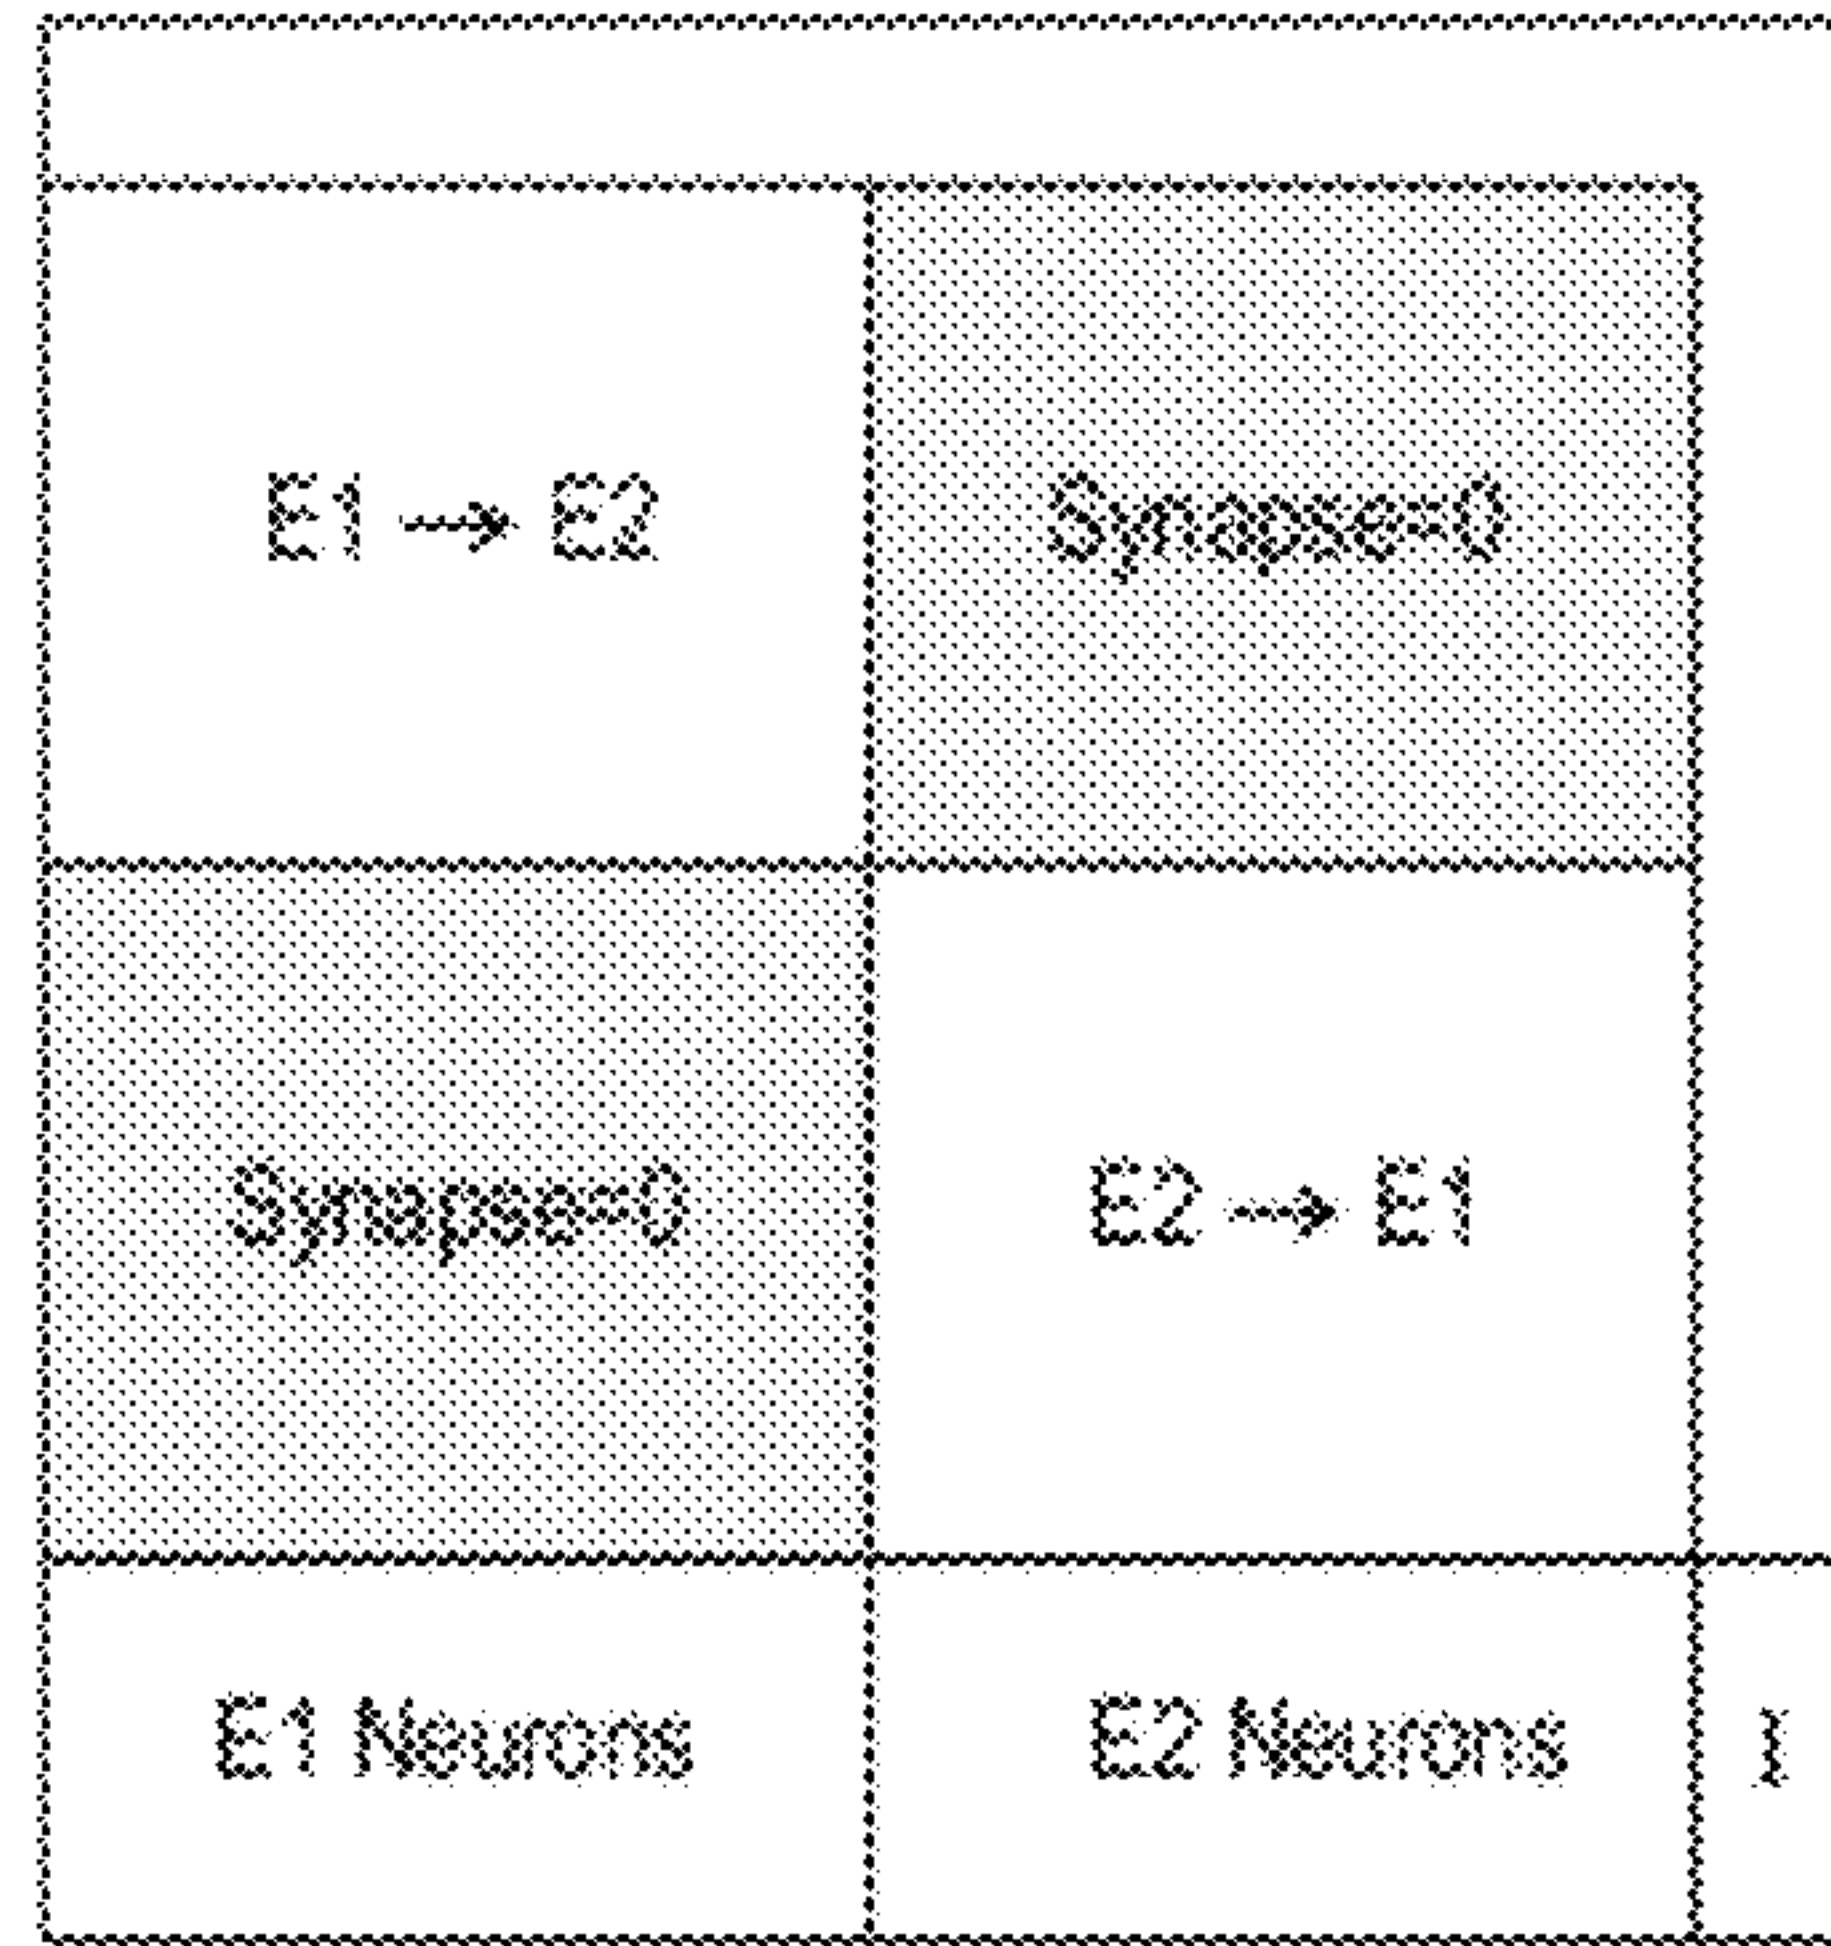 E1 → E2 Synapse=0
Synapse=0 E2 → E1
E1 Neurons E2 Neurons I